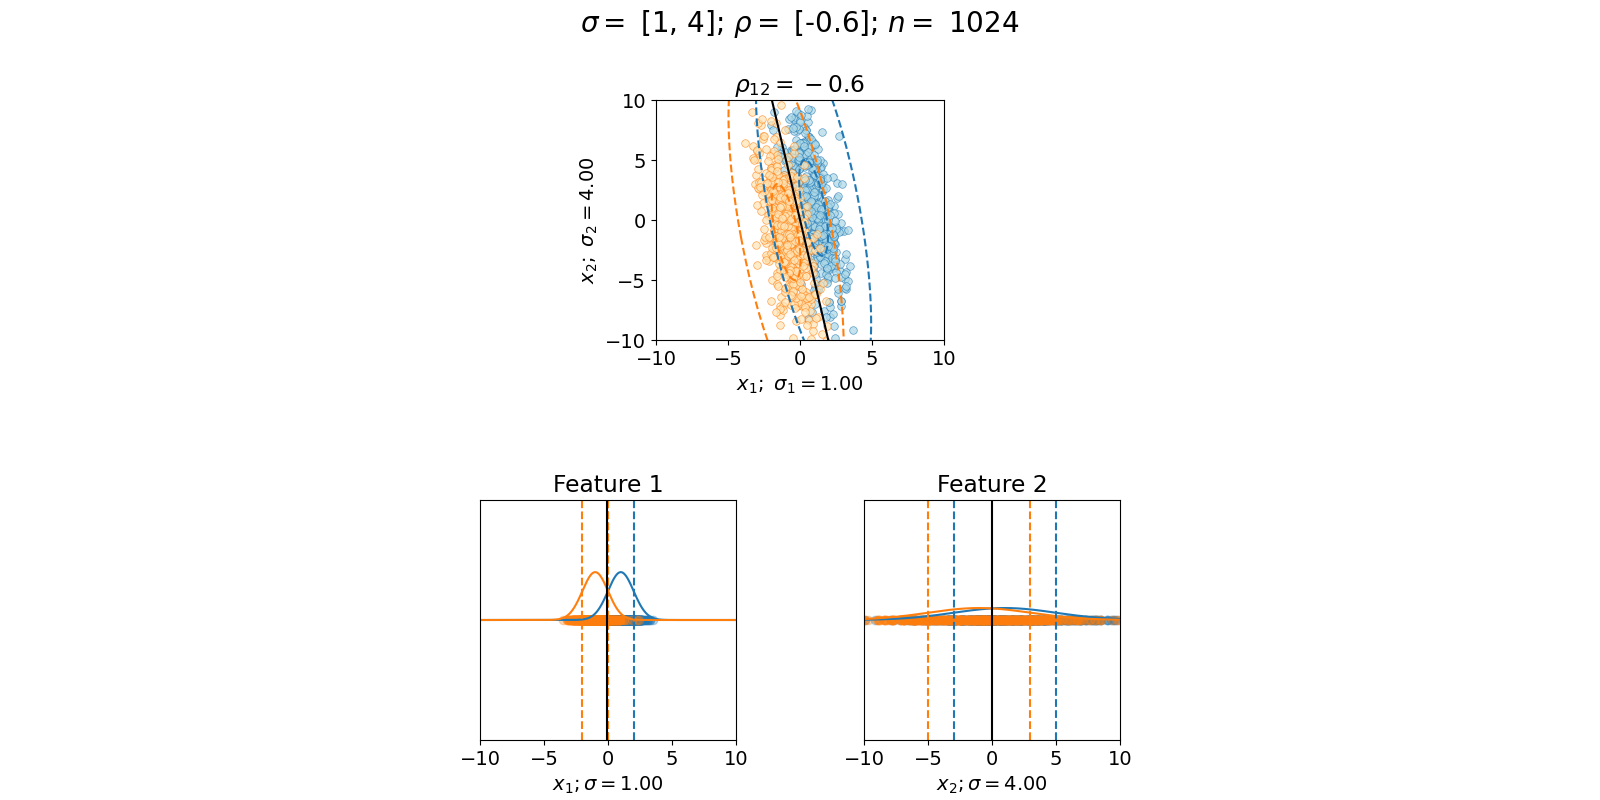 σ = [1, 4]; ρ = [-0.6]; n = 1024
ρ₁₂ = −0.6
10
5
0
−5
−10
x₂; σ₂ = 4.00
−10 −5 0 5 10
x₁; σ₁ = 1.00
Feature 1
−10 −5 0 5 10
x₁; σ = 1.00
Feature 2
−10 −5 0 5 10
x₂; σ = 4.00